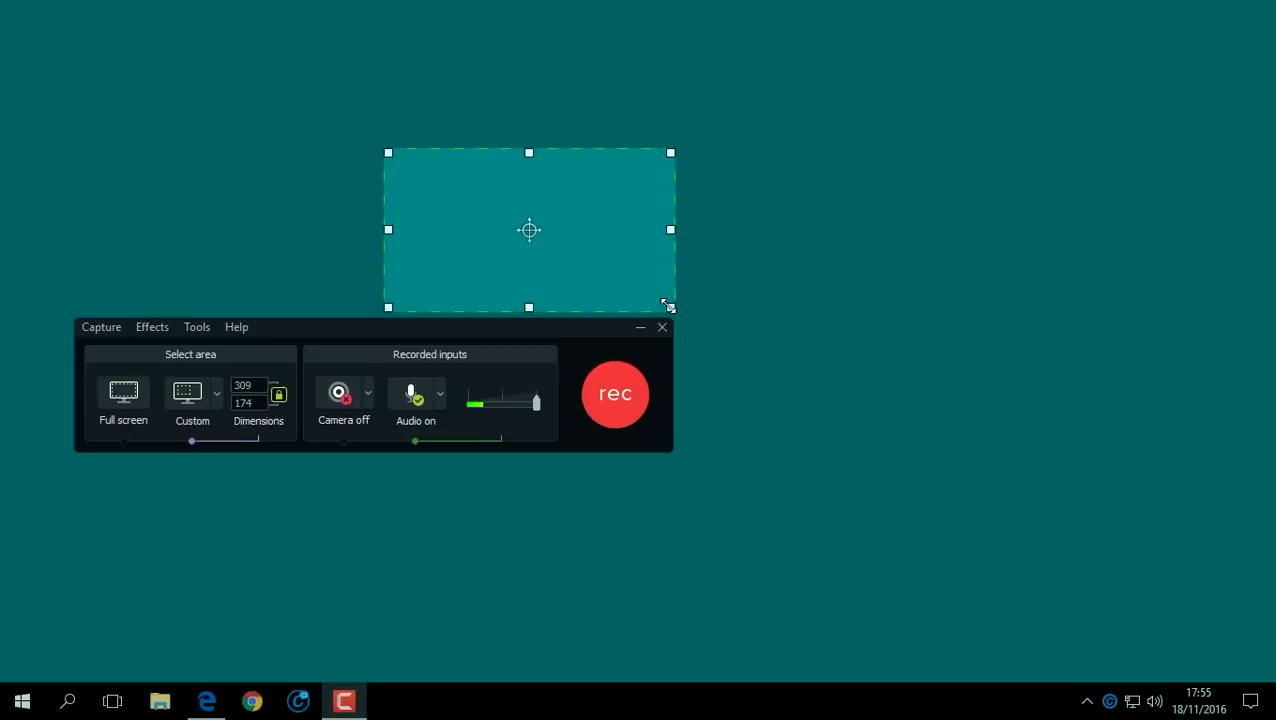 Capture Effects Tools Help
Select area
Recorded inputs
309
174
rec
Full screen
Custom
Dimensions
Camera off
Audio on
17:55
18/11/2016